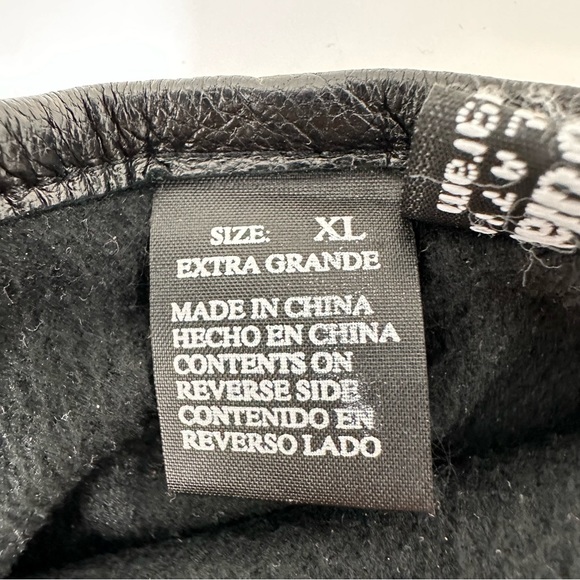 SIZE: XL
EXTRA GRANDE
MADE IN CHINA
HECHO EN CHINA
CONTENTS ON
REVERSE SIDE
CONTENIDO EN
REVERSO LADO